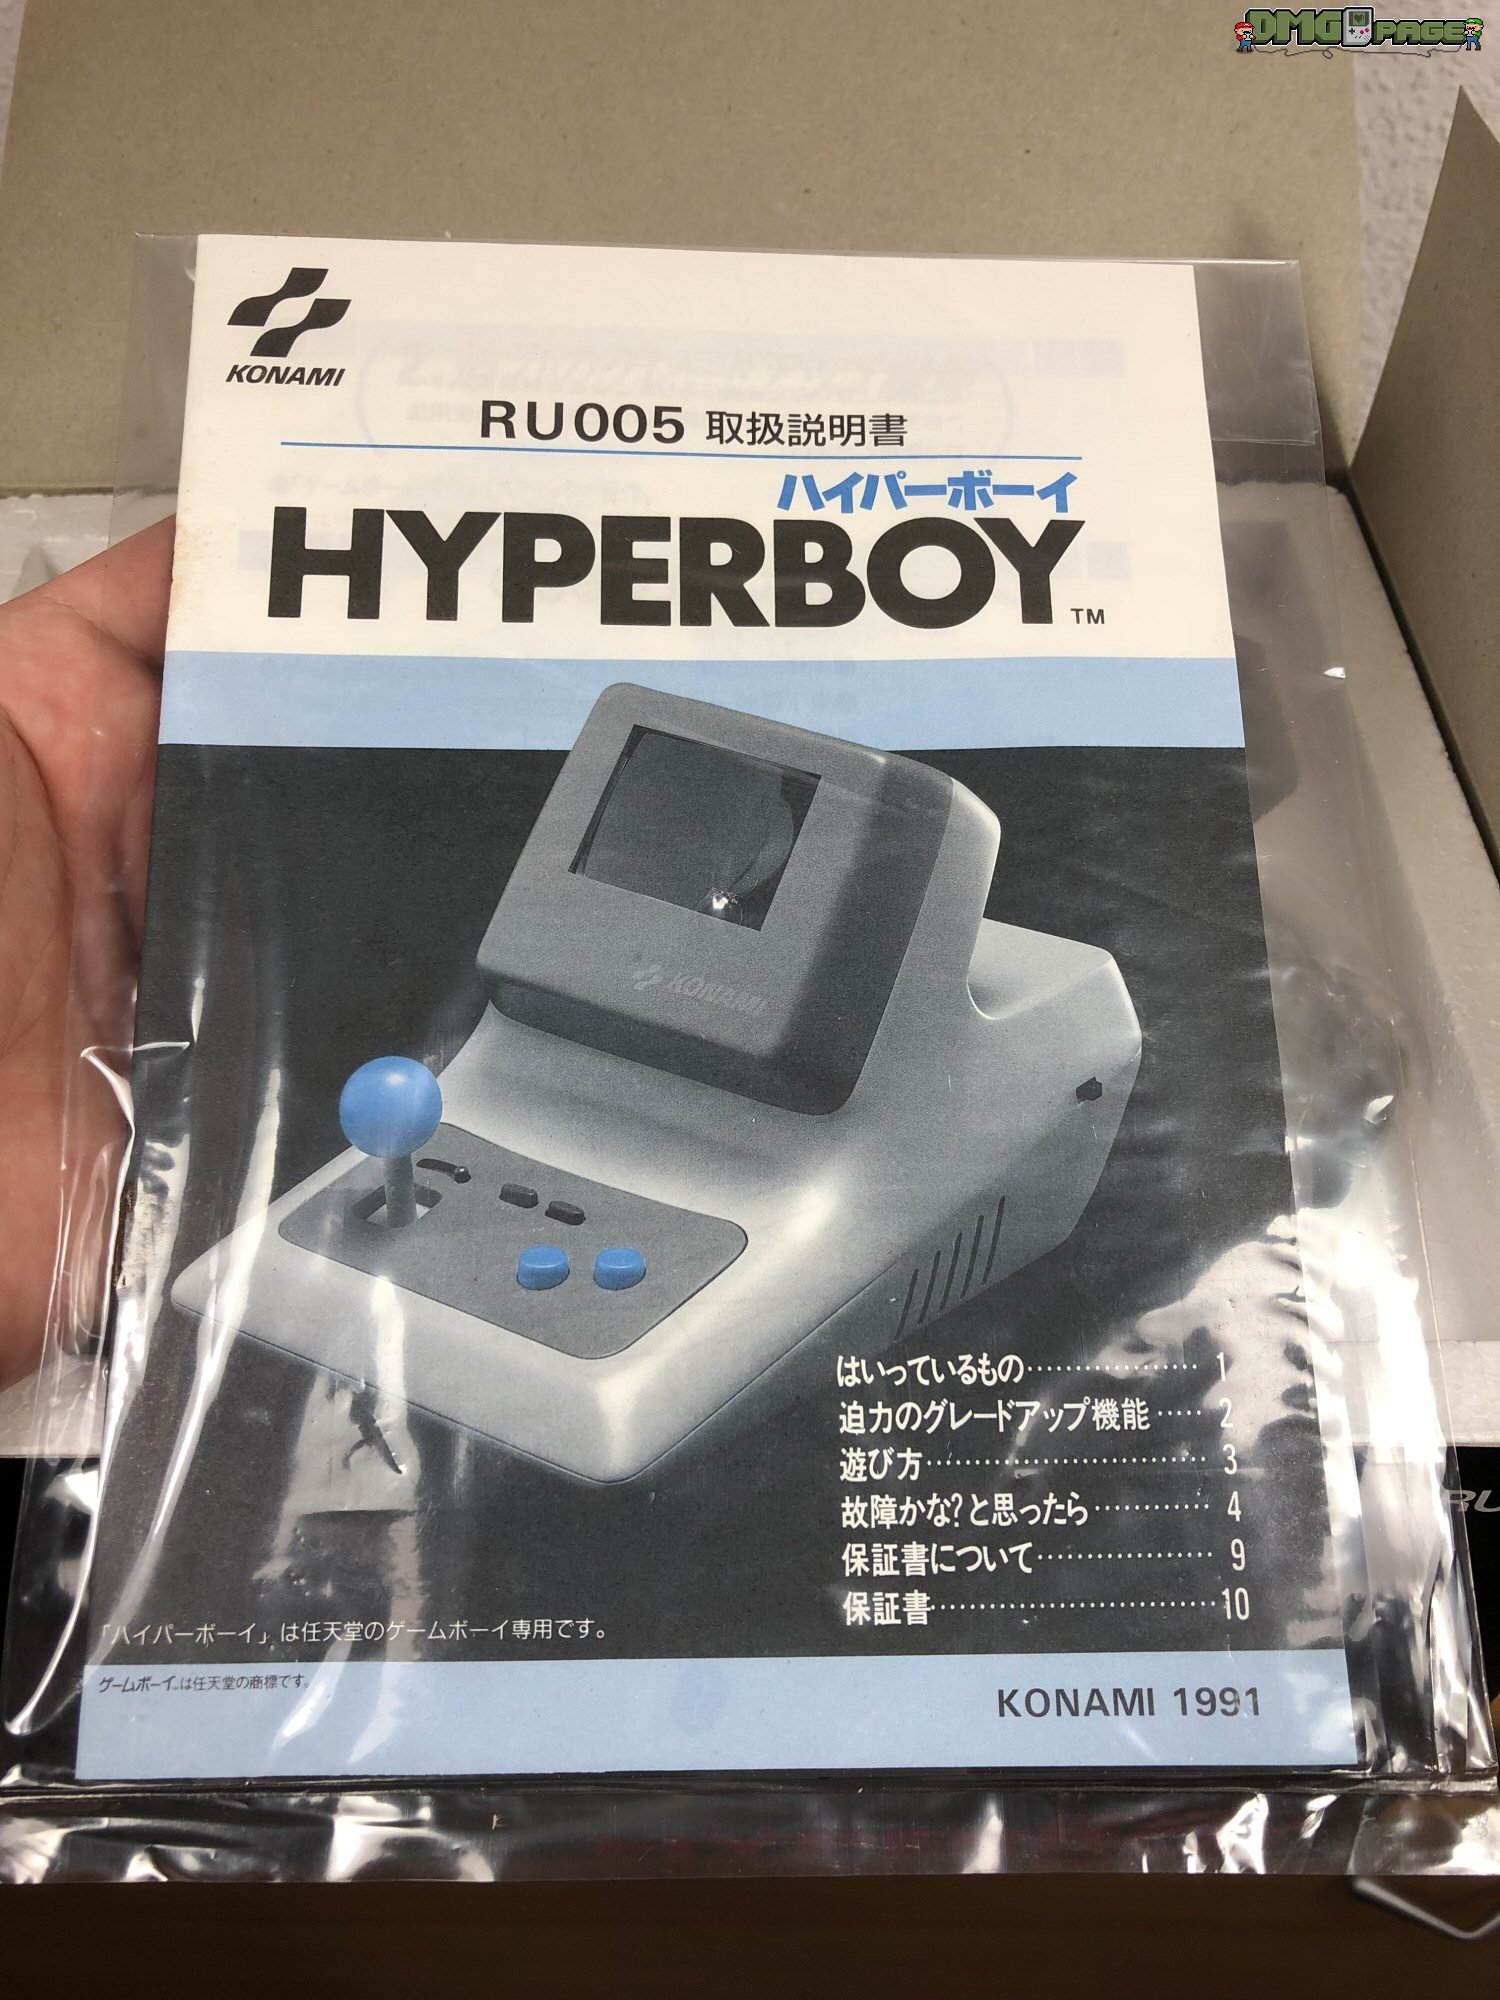 DMG PAGE
KONAMI
RU005 取扱説明書
ハイパーボーイ
HYPERBOY™
KONAMI
はいっているもの・・・・・・・・・・・・・・・・・・ 1
迫力のグレードアップ機能・・・・・ 2
遊び方・・・・・・・・・・・・・・・・・・・・・・・・・・・・・ 3
故障かな?と思ったら・・・・・・・・・・・・ 4
保証書について・・・・・・・・・・・・・・・・・・ 9
保証書・・・・・・・・・・・・・・・・・・・・・・・・・・・・・10
「ハイパーボーイ」は任天堂のゲームボーイ専用です。
ゲームボーイ™は任天堂の商標です。
KONAMI 1991